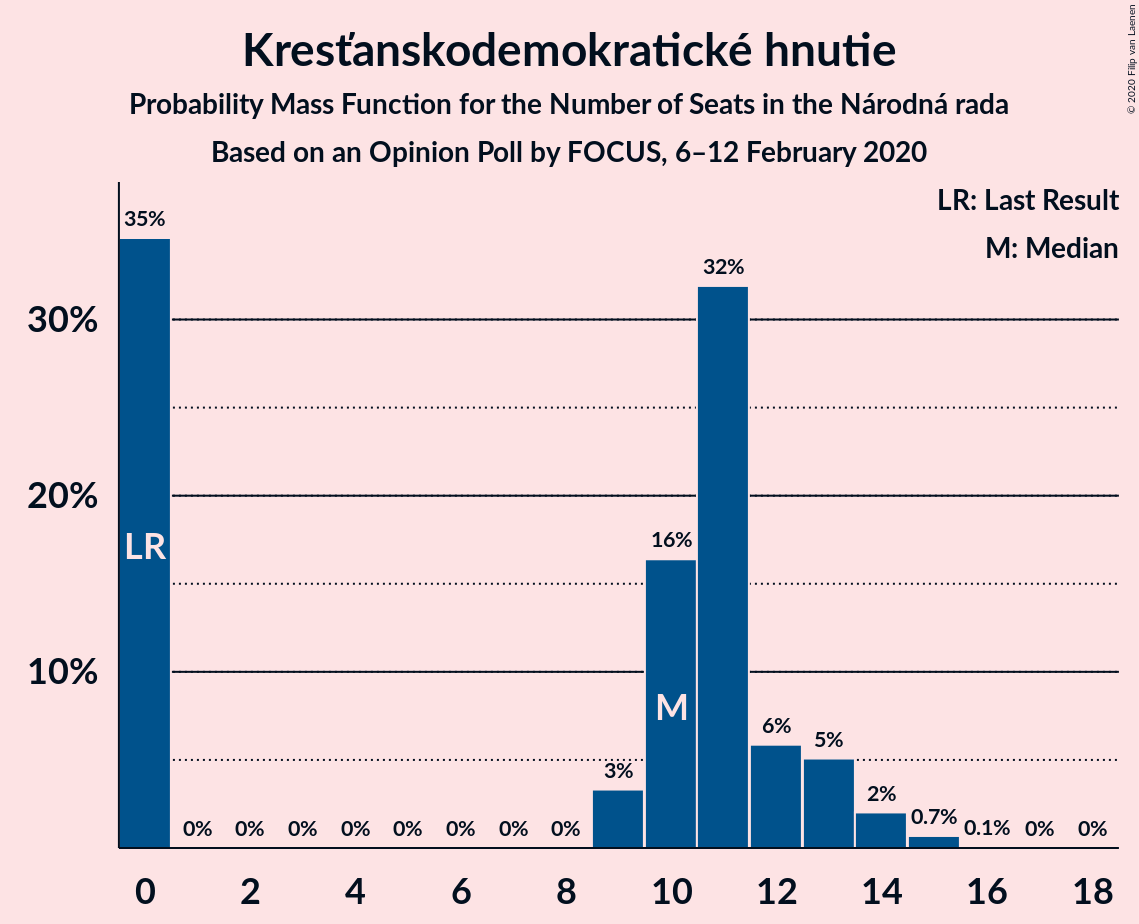 Kresťanskodemokratické hnutie
Probability Mass Function for the Number of Seats in the Národná rada
Based on an Opinion Poll by FOCUS, 6–12 February 2020
© 2020 Filip van Laenen
LR: Last Result
M: Median
35%
32%
30%
20%
LR
16%
10%
M
6%
5%
3%
2%
0% 0% 0% 0% 0% 0% 0% 0% 0.7% 0.1% 0% 0%
0 2 4 6 8 10 12 14 16 18